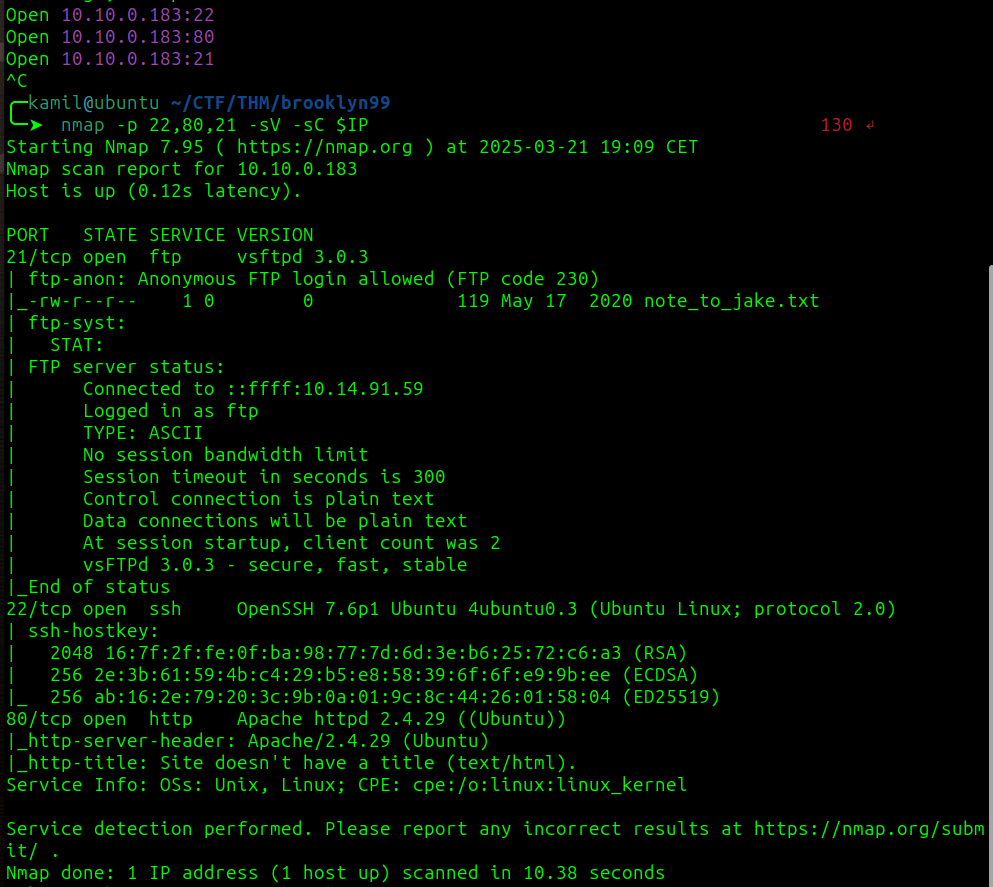 Open 10.10.0.183:22
Open 10.10.0.183:80
Open 10.10.0.183:21
^C
kamil@ubuntu ~/CTF/THM/brooklyn99
nmap -p 22,80,21 -sV -sC $IP 130 ↲
Starting Nmap 7.95 ( https://nmap.org ) at 2025-03-21 19:09 CET
Nmap scan report for 10.10.0.183
Host is up (0.12s latency).
PORT   STATE SERVICE VERSION
21/tcp open  ftp     vsftpd 3.0.3
| ftp-anon: Anonymous FTP login allowed (FTP code 230)
|_-rw-r--r--    1 0        0             119 May 17  2020 note_to_jake.txt
| ftp-syst:
|   STAT:
| FTP server status:
|      Connected to ::ffff:10.14.91.59
|      Logged in as ftp
|      TYPE: ASCII
|      No session bandwidth limit
|      Session timeout in seconds is 300
|      Control connection is plain text
|      Data connections will be plain text
|      At session startup, client count was 2
|      vsFTPd 3.0.3 - secure, fast, stable
|_End of status
22/tcp open  ssh     OpenSSH 7.6p1 Ubuntu 4ubuntu0.3 (Ubuntu Linux; protocol 2.0)
| ssh-hostkey:
|   2048 16:7f:2f:fe:0f:ba:98:77:7d:6d:3e:b6:25:72:c6:a3 (RSA)
|   256 2e:3b:61:59:4b:c4:29:b5:e8:58:39:6f:6f:e9:9b:ee (ECDSA)
|_  256 ab:16:2e:79:20:3c:9b:0a:01:9c:8c:44:26:01:58:04 (ED25519)
80/tcp open  http    Apache httpd 2.4.29 ((Ubuntu))
|_http-server-header: Apache/2.4.29 (Ubuntu)
|_http-title: Site doesn't have a title (text/html).
Service Info: OSs: Unix, Linux; CPE: cpe:/o:linux:linux_kernel
Service detection performed. Please report any incorrect results at https://nmap.org/subm
it/ .
Nmap done: 1 IP address (1 host up) scanned in 10.38 seconds